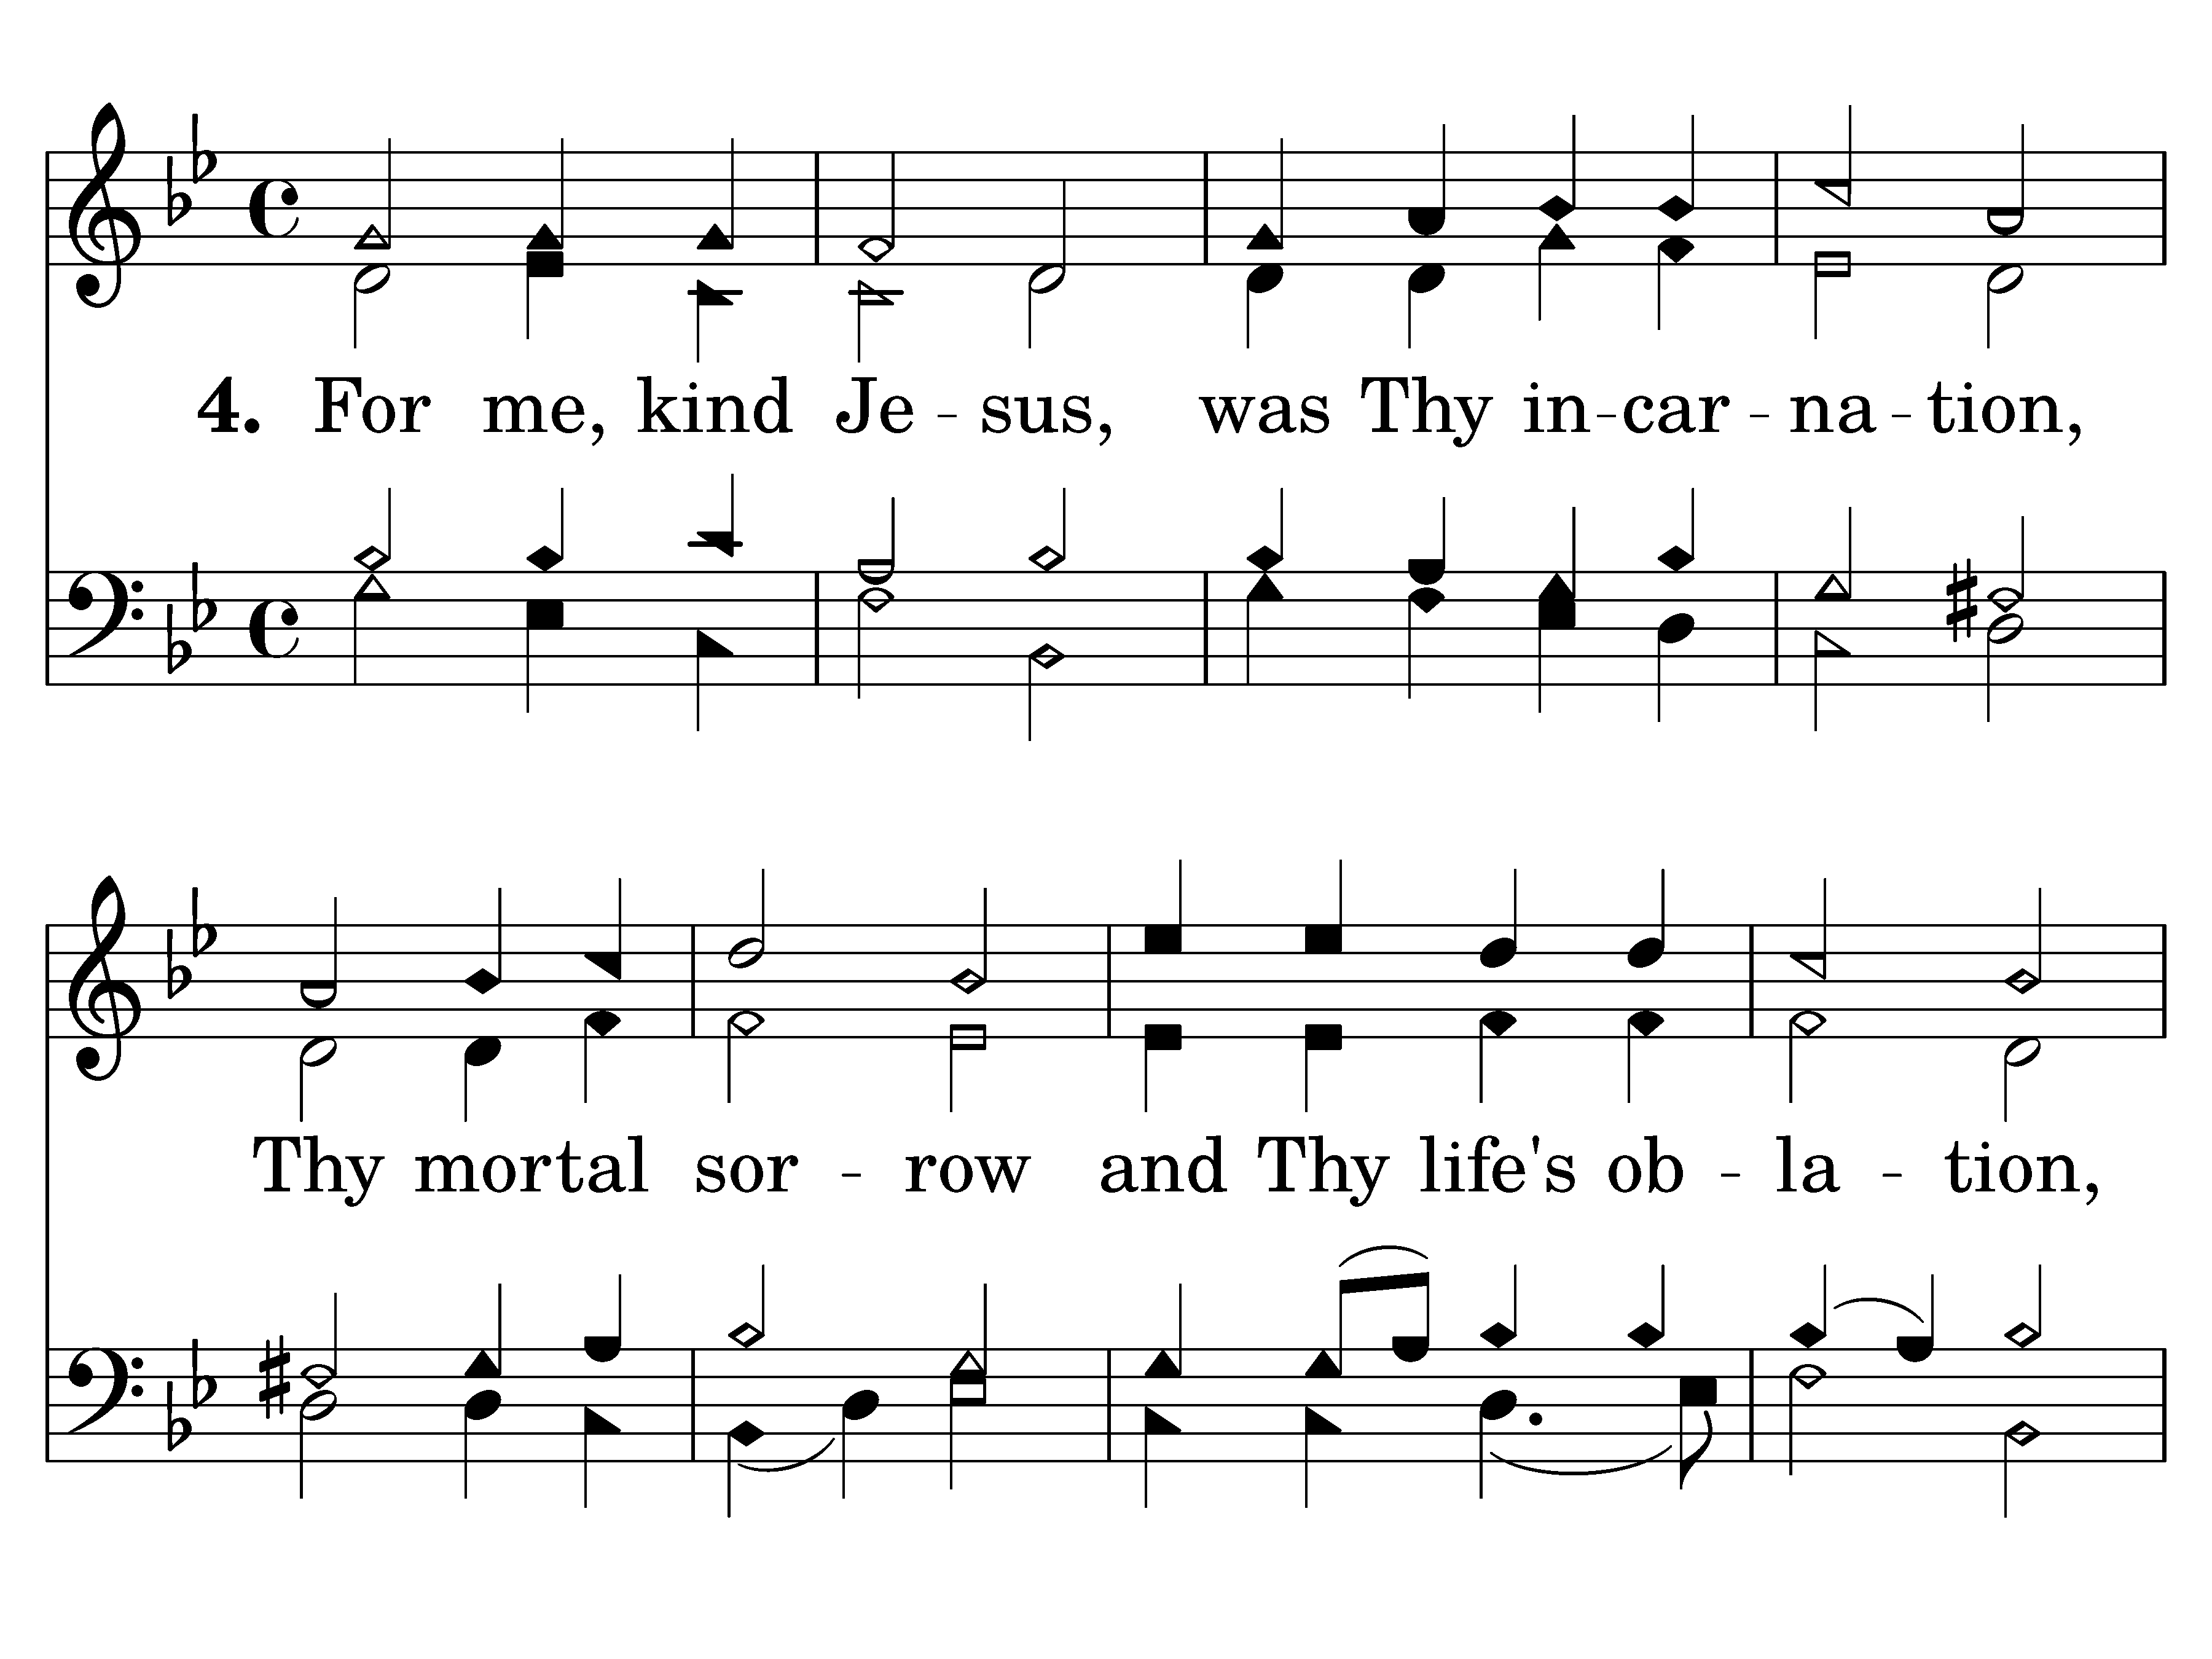 4. For me, kind Je - sus, was Thy in-car - na - tion,
Thy mortal sor - row and Thy life's ob - la - tion,